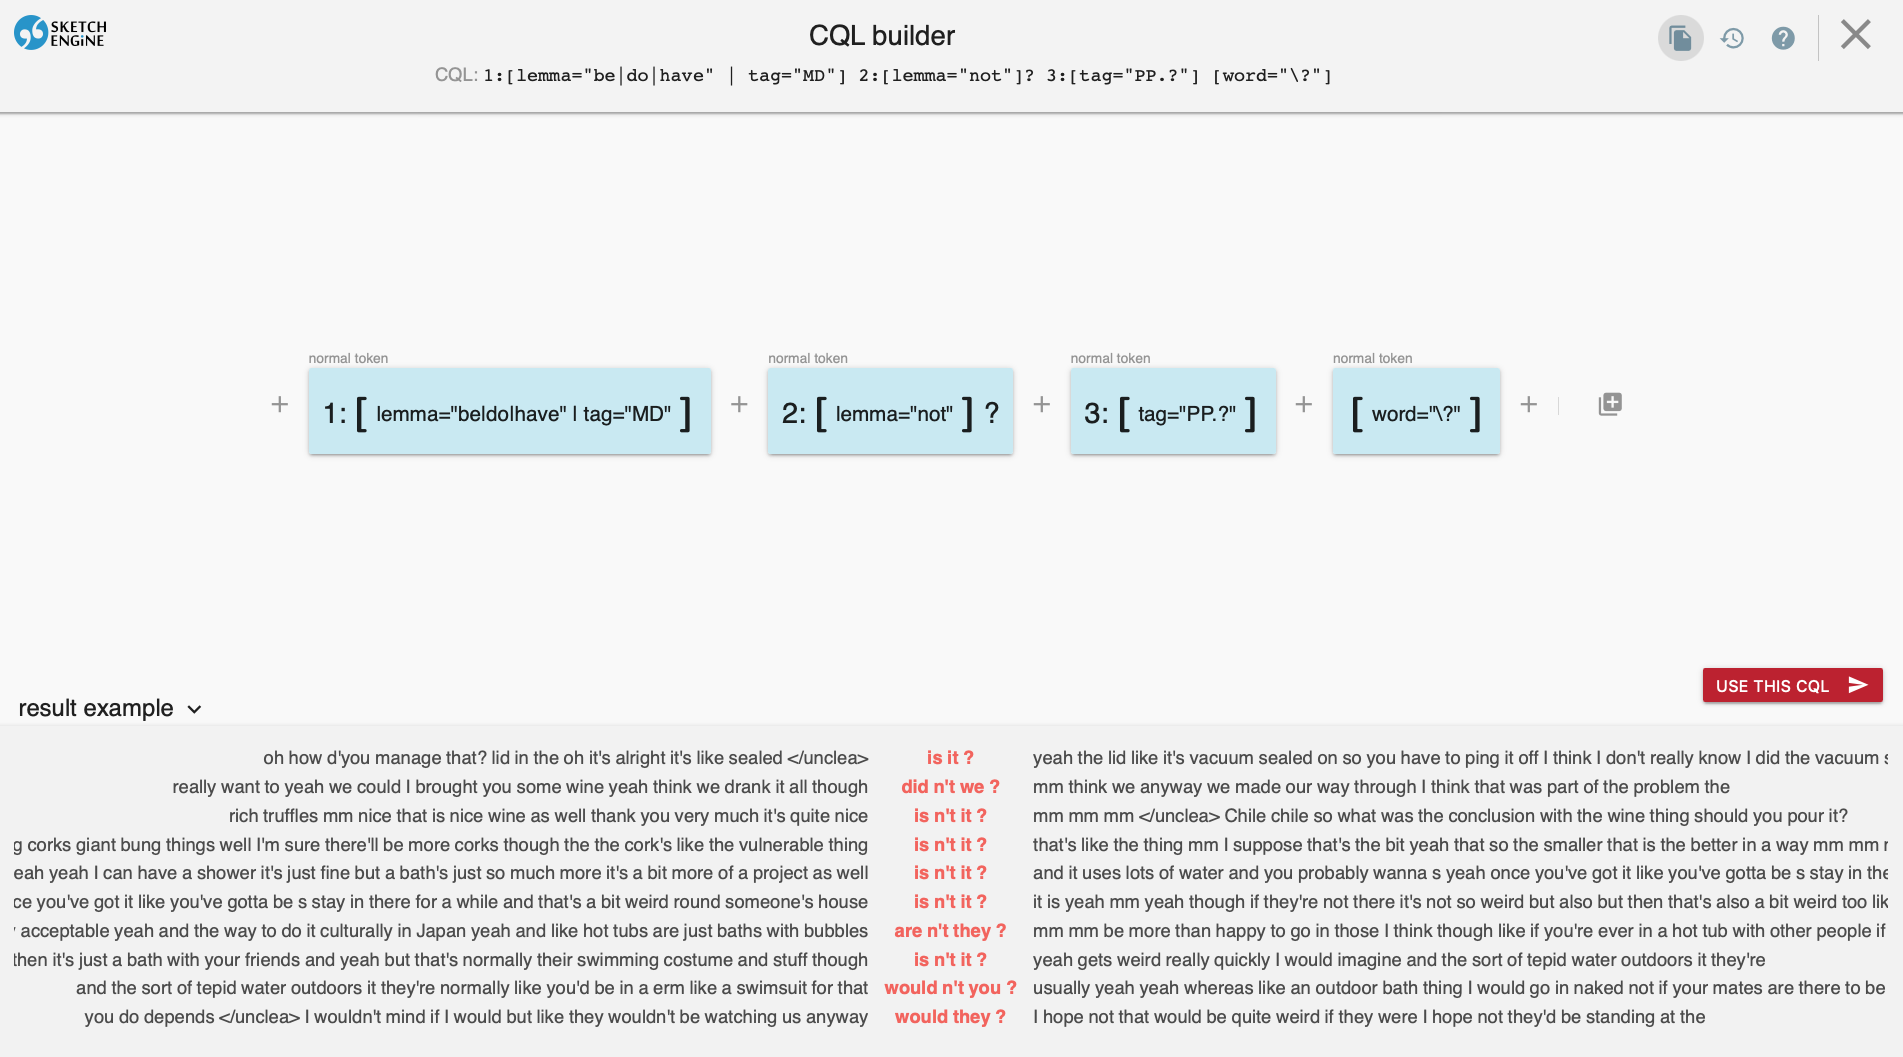 SKETCH
ENGINE
CQL builder
CQL: 1:[lemma="be|do|have" | tag="MD"] 2:[lemma="not"]? 3:[tag="PP.?"] [word="\?"]
normal token normal token normal token normal token
+ 1: [ lemma="be|do|have" | tag="MD" ] + 2: [ lemma="not" ] ? + 3: [ tag="PP.?" ] + [ word="\?" ] +
USE THIS CQL
result example
oh how d'you manage that? lid in the oh it's alright it's like sealed </unclea> is it ? yeah the lid like it's vacuum sealed on so you have to ping it off I think I don't really know I did the vacuum
really want to yeah we could I brought you some wine yeah think we drank it all though did n't we ? mm think we anyway we made our way through I think that was part of the problem the
rich truffles mm nice that is nice wine as well thank you very much it's quite nice is n't it ? mm mm mm </unclea> Chile chile so what was the conclusion with the wine thing should you pour it?
g corks giant bung things well I'm sure there'll be more corks though the the cork's like the vulnerable thing is n't it ? that's like the thing mm I suppose that's the bit yeah that so the smaller that is the better in a way mm mm
eah yeah I can have a shower it's just fine but a bath's just so much more it's a bit more of a project as well is n't it ? and it uses lots of water and you probably wanna s yeah once you've got it like you've gotta be s stay in the
ce you've got it like you've gotta be s stay in there for a while and that's a bit weird round someone's house is n't it ? it is yeah mm yeah though if they're not there it's not so weird but also but then that's also a bit weird too lik
acceptable yeah and the way to do it culturally in Japan yeah and like hot tubs are just baths with bubbles are n't they ? mm mm be more than happy to go in those I think though like if you're ever in a hot tub with other people if
then it's just a bath with your friends and yeah but that's normally their swimming costume and stuff though is n't it ? yeah gets weird really quickly I would imagine and the sort of tepid water outdoors it they're
and the sort of tepid water outdoors it they're normally like you'd be in a erm like a swimsuit for that would n't you ? usually yeah yeah whereas like an outdoor bath thing I would go in naked not if your mates are there to be
you do depends </unclea> I wouldn't mind if I would but like they wouldn't be watching us anyway would they ? I hope not that would be quite weird if they were I hope not they'd be standing at the